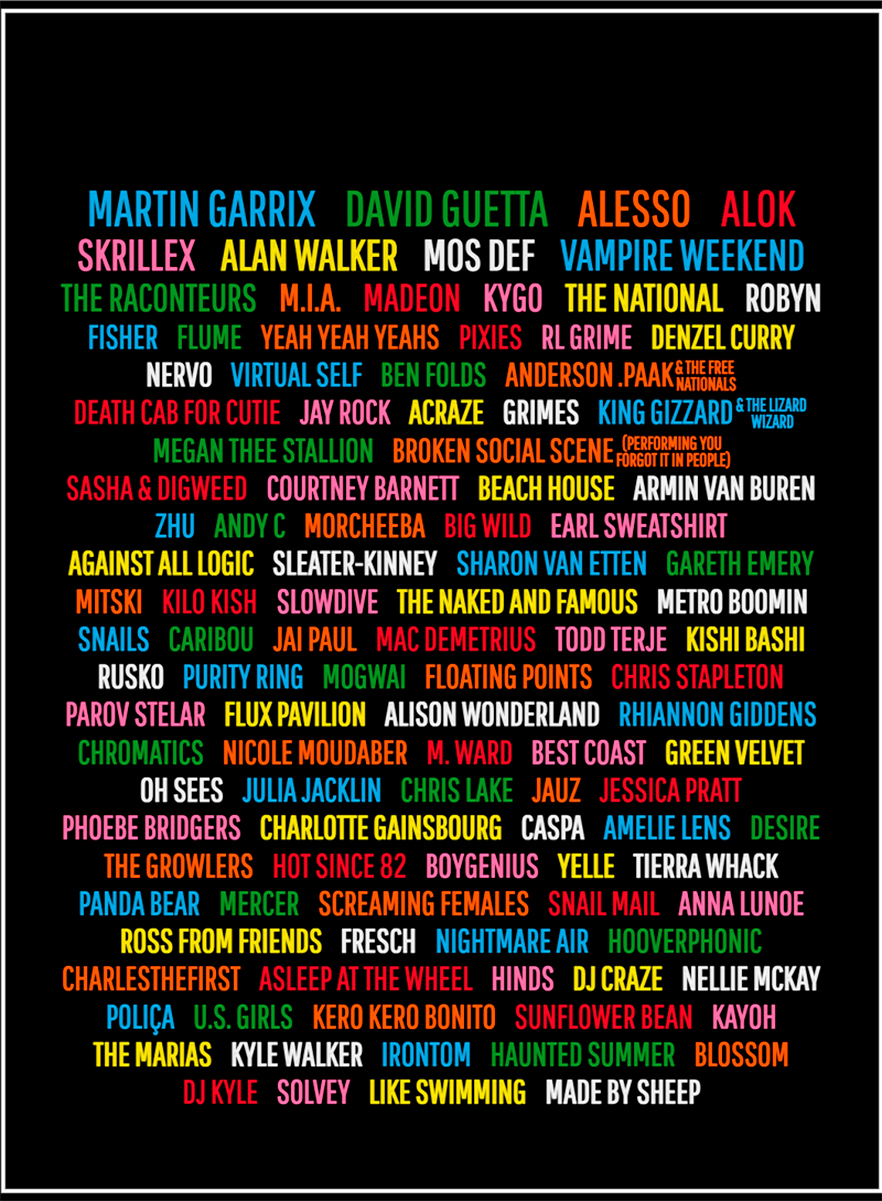 MARTIN GARRIX DAVID GUETTA ALESSO ALOK
SKRILLEX ALAN WALKER MOS DEF VAMPIRE WEEKEND
THE RACONTEURS M.I.A. MADEON KYGO THE NATIONAL ROBYN
FISHER FLUME YEAH YEAH YEAHS PIXIES RL GRIME DENZEL CURRY
NERVO VIRTUAL SELF BEN FOLDS ANDERSON .PAAK & THE FREE NATIONALS
DEATH CAB FOR CUTIE JAY ROCK ACRAZE GRIMES KING GIZZARD & THE LIZARD WIZARD
MEGAN THEE STALLION BROKEN SOCIAL SCENE (PERFORMING YOU FORGOT IT IN PEOPLE)
SASHA & DIGWEED COURTNEY BARNETT BEACH HOUSE ARMIN VAN BUREN
ZHU ANDY C MORCHEEBA BIG WILD EARL SWEATSHIRT
AGAINST ALL LOGIC SLEATER-KINNEY SHARON VAN ETTEN GARETH EMERY
MITSKI KILO KISH SLOWDIVE THE NAKED AND FAMOUS METRO BOOMIN
SNAILS CARIBOU JAI PAUL MAC DEMETRIUS TODD TERJE KISHI BASHI
RUSKO PURITY RING MOGWAI FLOATING POINTS CHRIS STAPLETON
PAROV STELAR FLUX PAVILION ALISON WONDERLAND RHIANNON GIDDENS
CHROMATICS NICOLE MOUDABER M. WARD BEST COAST GREEN VELVET
OH SEES JULIA JACKLIN CHRIS LAKE JAUZ JESSICA PRATT
PHOEBE BRIDGERS CHARLOTTE GAINSBOURG CASPA AMELIE LENS DESIRE
THE GROWLERS HOT SINCE 82 BOYGENIUS YELLE TIERRA WHACK
PANDA BEAR MERCER SCREAMING FEMALES SNAIL MAIL ANNA LUNOE
ROSS FROM FRIENDS FRESCH NIGHTMARE AIR HOOVERPHONIC
CHARLESTHEFIRST ASLEEP AT THE WHEEL HINDS DJ CRAZE NELLIE MCKAY
POLIÇA U.S. GIRLS KERO KERO BONITO SUNFLOWER BEAN KAYOH
THE MARIAS KYLE WALKER IRONTOM HAUNTED SUMMER BLOSSOM
DJ KYLE SOLVEY LIKE SWIMMING MADE BY SHEEP